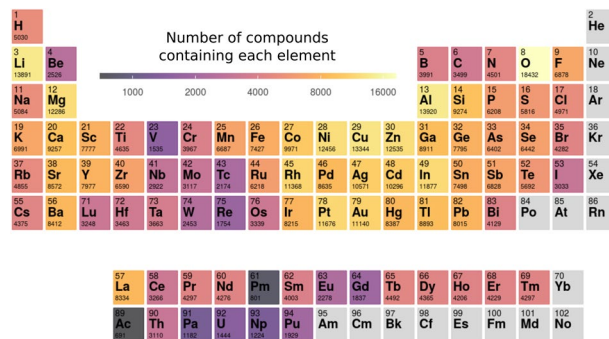 Number of compounds
containing each element
1000 2000 4000 8000 16000
1 2
H He
5030
3 4 5 6 7 8 9 10
Li Be B C N O F Ne
13891 2526 3991 3499 4501 18432 6878
11 12 13 14 15 16 17 18
Na Mg Al Si P S Cl Ar
5084 12286 13920 9274 6208 5816 4971
19 20 21 22 23 24 25 26 27 28 29 30 31 32 33 34 35 36
K Ca Sc Ti V Cr Mn Fe Co Ni Cu Zn Ga Ge As Se Br Kr
6991 9257 7777 4635 1535 3967 6687 7427 9971 12456 13344 12535 8911 7795 6402 6442 4282
37 38 39 40 41 42 43 44 45 46 47 48 49 50 51 52 53 54
Rb Sr Y Zr Nb Mo Tc Ru Rh Pd Ag Cd In Sn Sb Te I Xe
4855 8572 7977 6590 2922 3117 2174 6218 11368 8635 10571 10296 11877 7498 6828 5692 3033
55 56 71 72 73 74 75 76 77 78 79 80 81 82 83 84 85 86
Cs Ba Lu Hf Ta W Re Os Ir Pt Au Hg Tl Pb Bi Po At Rn
4375 8412 3248 3463 3663 2453 1754 3339 8215 11676 11140 8387 8893 8015 4129
57 58 59 60 61 62 63 64 65 66 67 68 69 70
La Ce Pr Nd Pm Sm Eu Gd Tb Dy Ho Er Tm Yb
8334 3266 4297 4276 801 4003 2278 1837 4492 4365 4208 4229 4297
89 90 91 92 93 94 95 96 97 98 99 100 101 102
Ac Th Pa U Np Pu Am Cm Bk Cf Es Fm Md No
691 3110 1182 1444 1224 1929